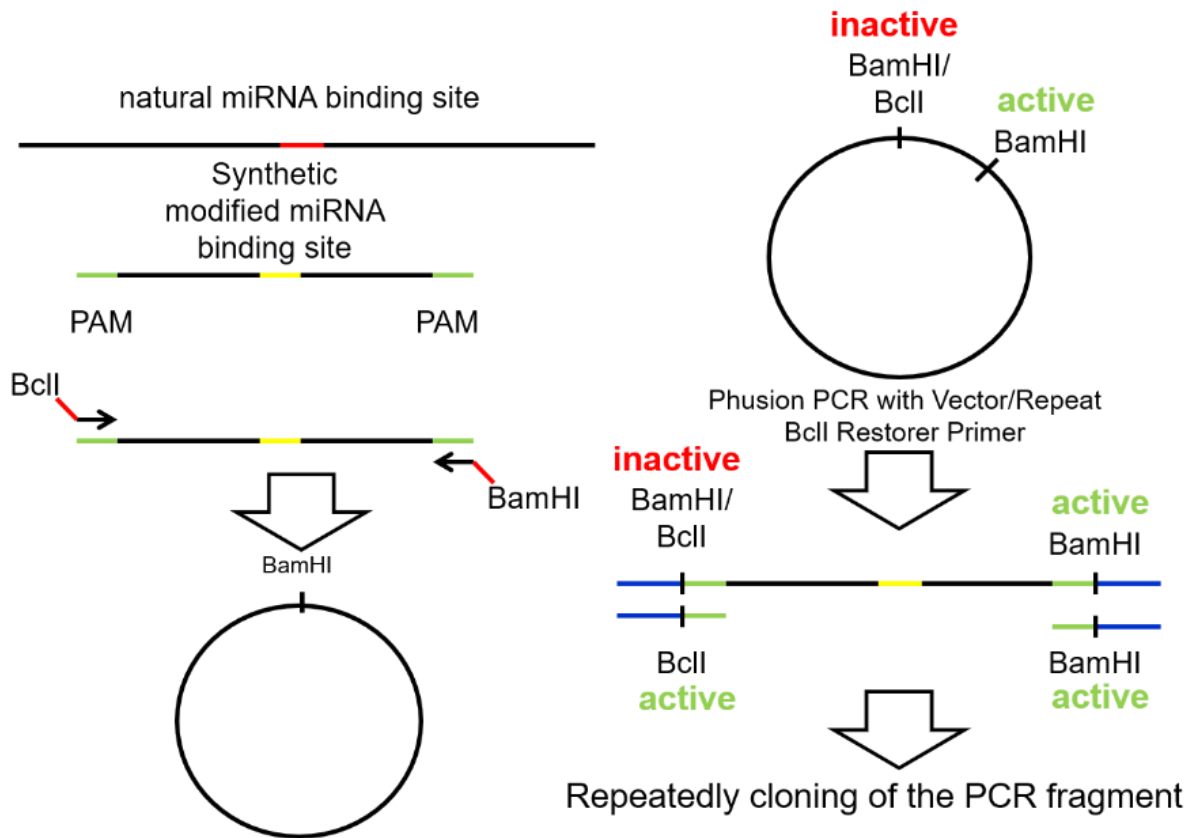 natural miRNA binding site
Synthetic
modified miRNA
binding site
PAM
PAM
BclI
BamHI
BamHI
inactive
BamHI/
BclI
active
BamHI
Phusion PCR with Vector/Repeat
BclI Restorer Primer
inactive
BamHI/
BclI
active
BamHI
BclI
active
BamHI
active
Repeatedly cloning of the PCR fragment